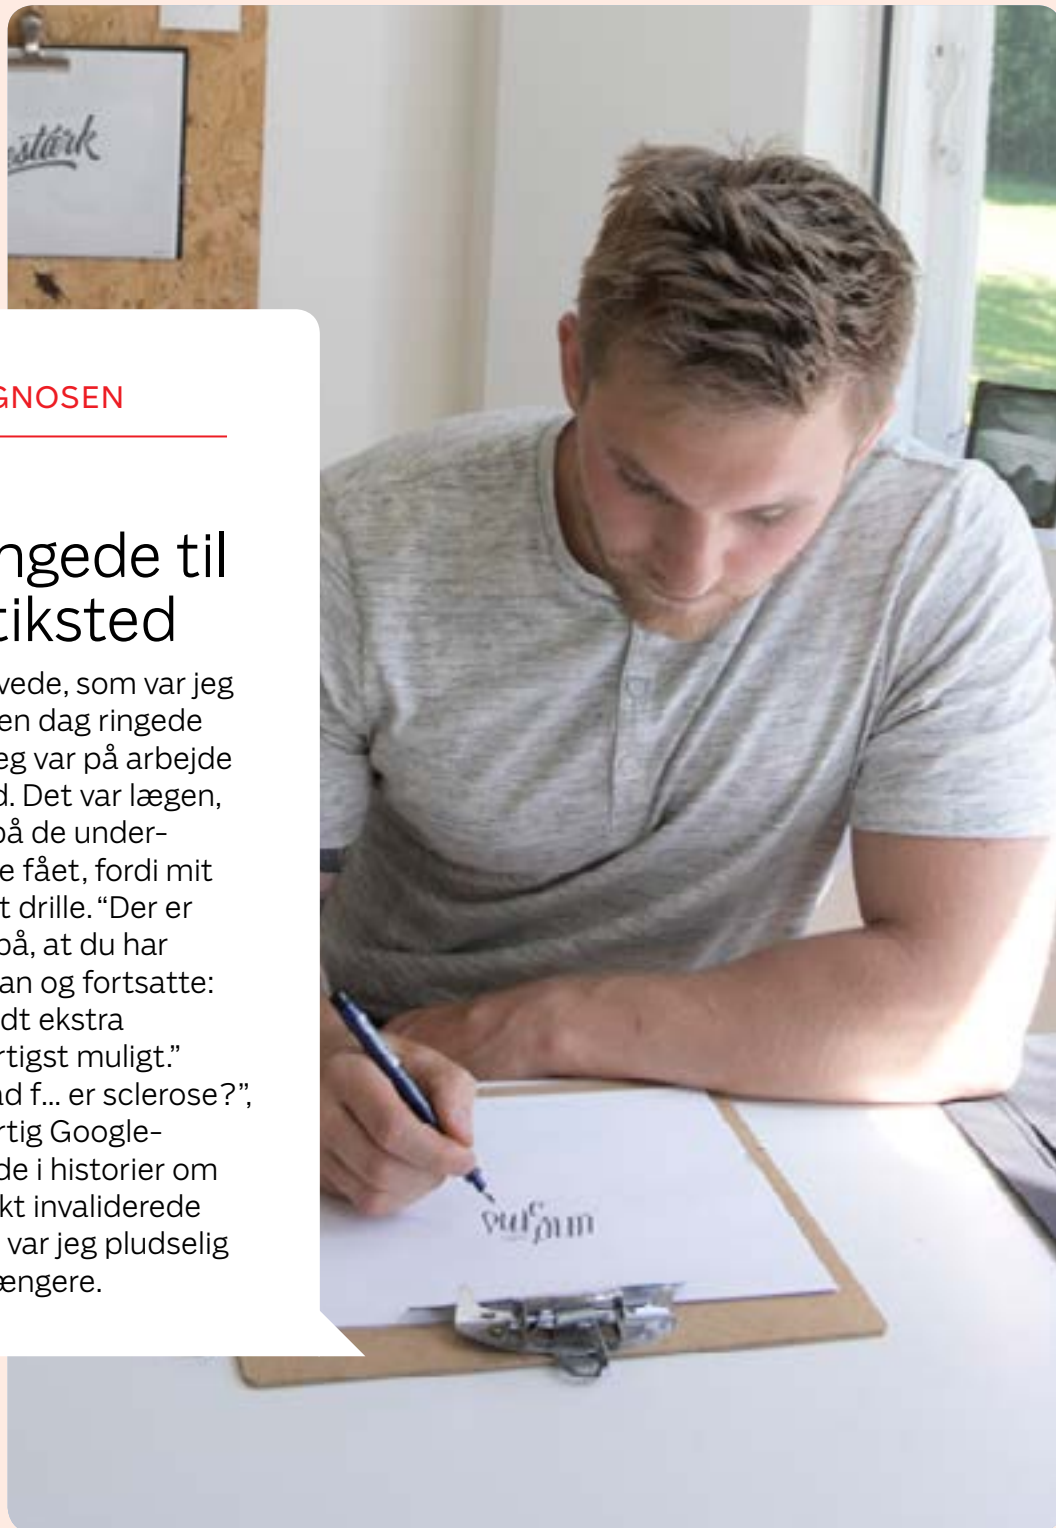 stärk
GNOSEN
ngede til
tiksted
vede, som var jeg
en dag ringede
eg var på arbejde
d. Det var lægen,
på de under-
e fået, fordi mit
t drille. “Der er
på, at du har
an og fortsatte:
dt ekstra
rtigst muligt.”
ad f... er sclerose?”,
rtig Google-
de i historier om
kt invaliderede
var jeg pludselig
ængere.